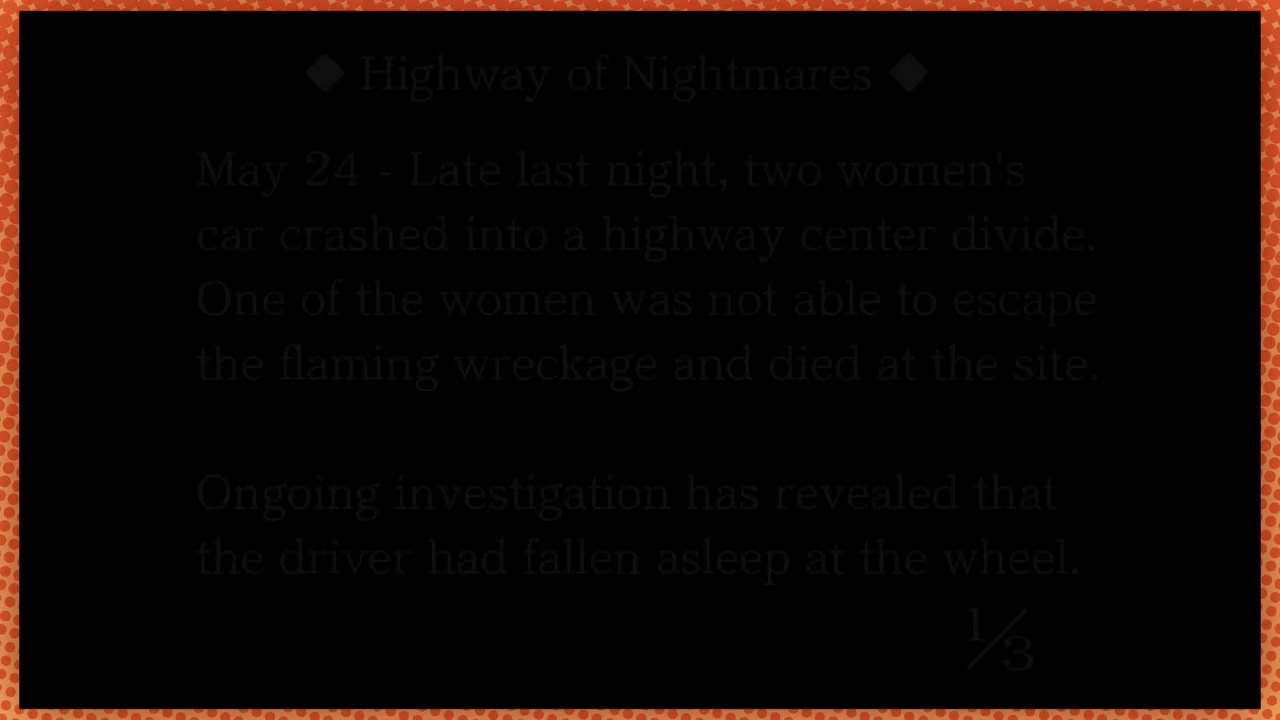 ◆ Highway of Nightmares ◆
May 24 - Late last night, two women's
car crashed into a highway center divide.
One of the women was not able to escape
the flaming wreckage and died at the site.
Ongoing investigation has revealed that
the driver had fallen asleep at the wheel.
1/3